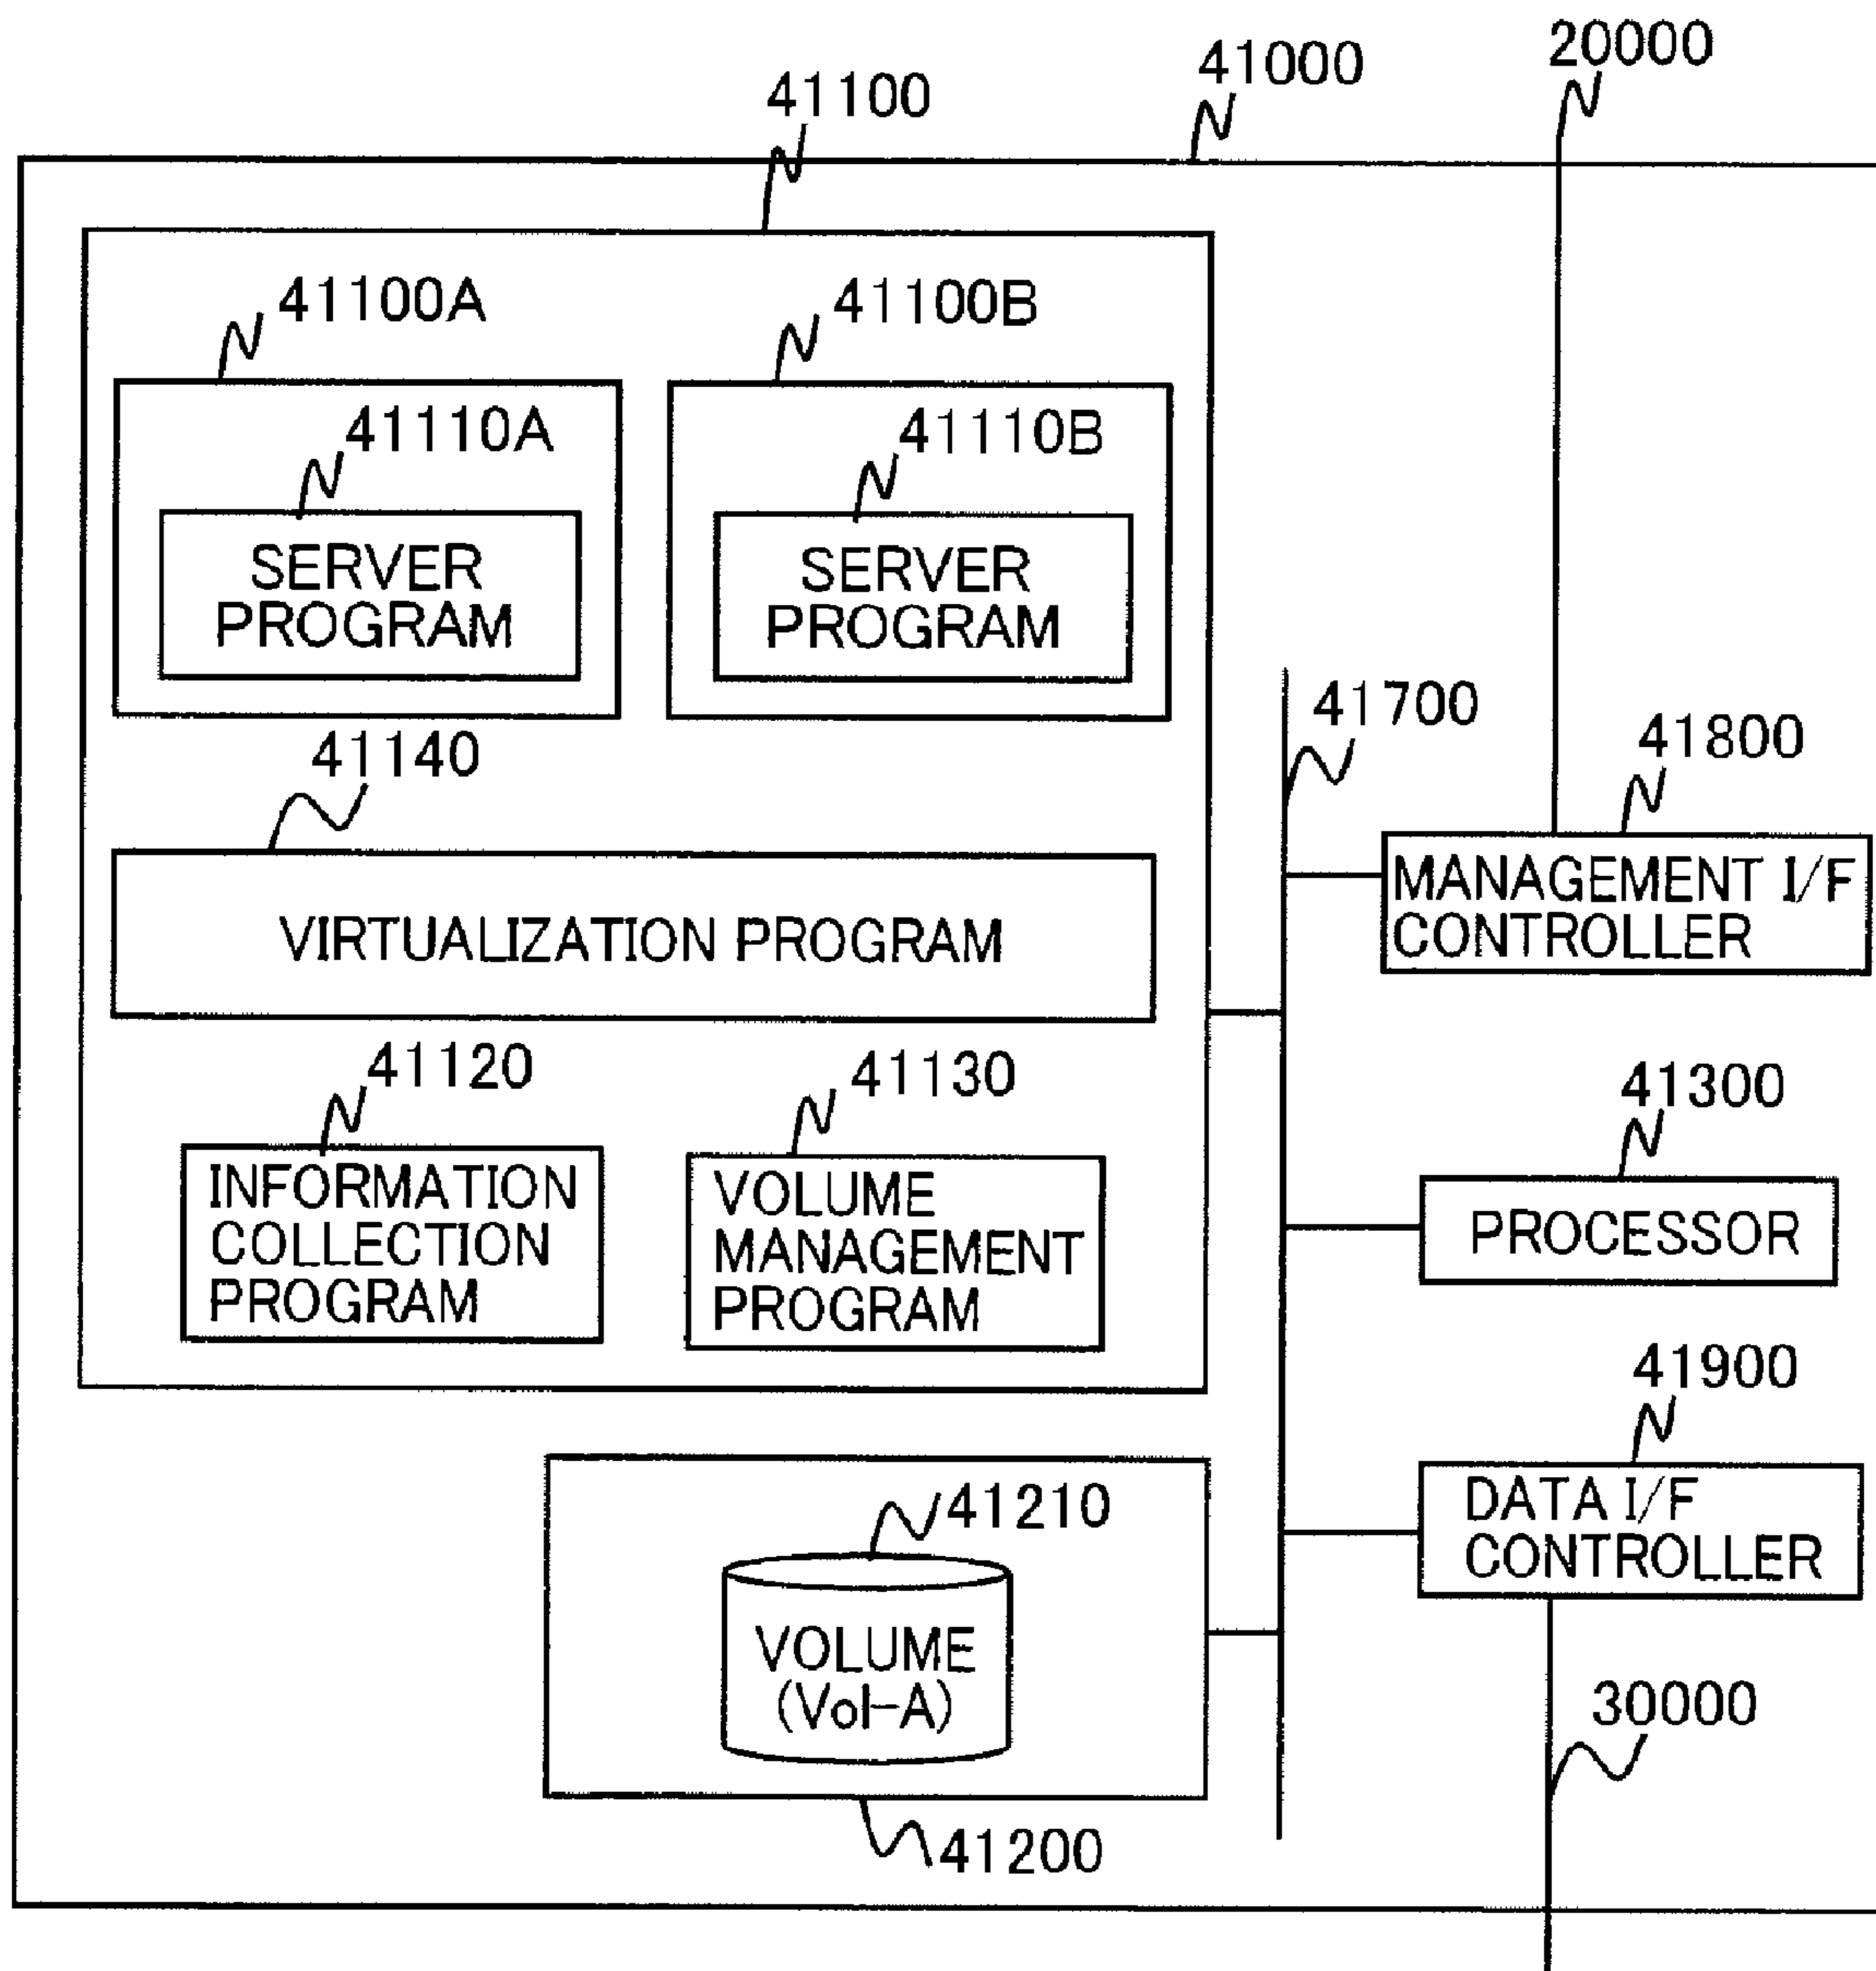 20000
41000
41100
41100A
41100B
41110A
41110B
SERVER
PROGRAM
SERVER
PROGRAM
41700
41140
41800
VIRTUALIZATION PROGRAM
MANAGEMENT I/F
CONTROLLER
41120
41130
41300
INFORMATION
COLLECTION
PROGRAM
VOLUME
MANAGEMENT
PROGRAM
PROCESSOR
41900
DATA I/F
CONTROLLER
41210
VOLUME
(Vol-A)
30000
41200